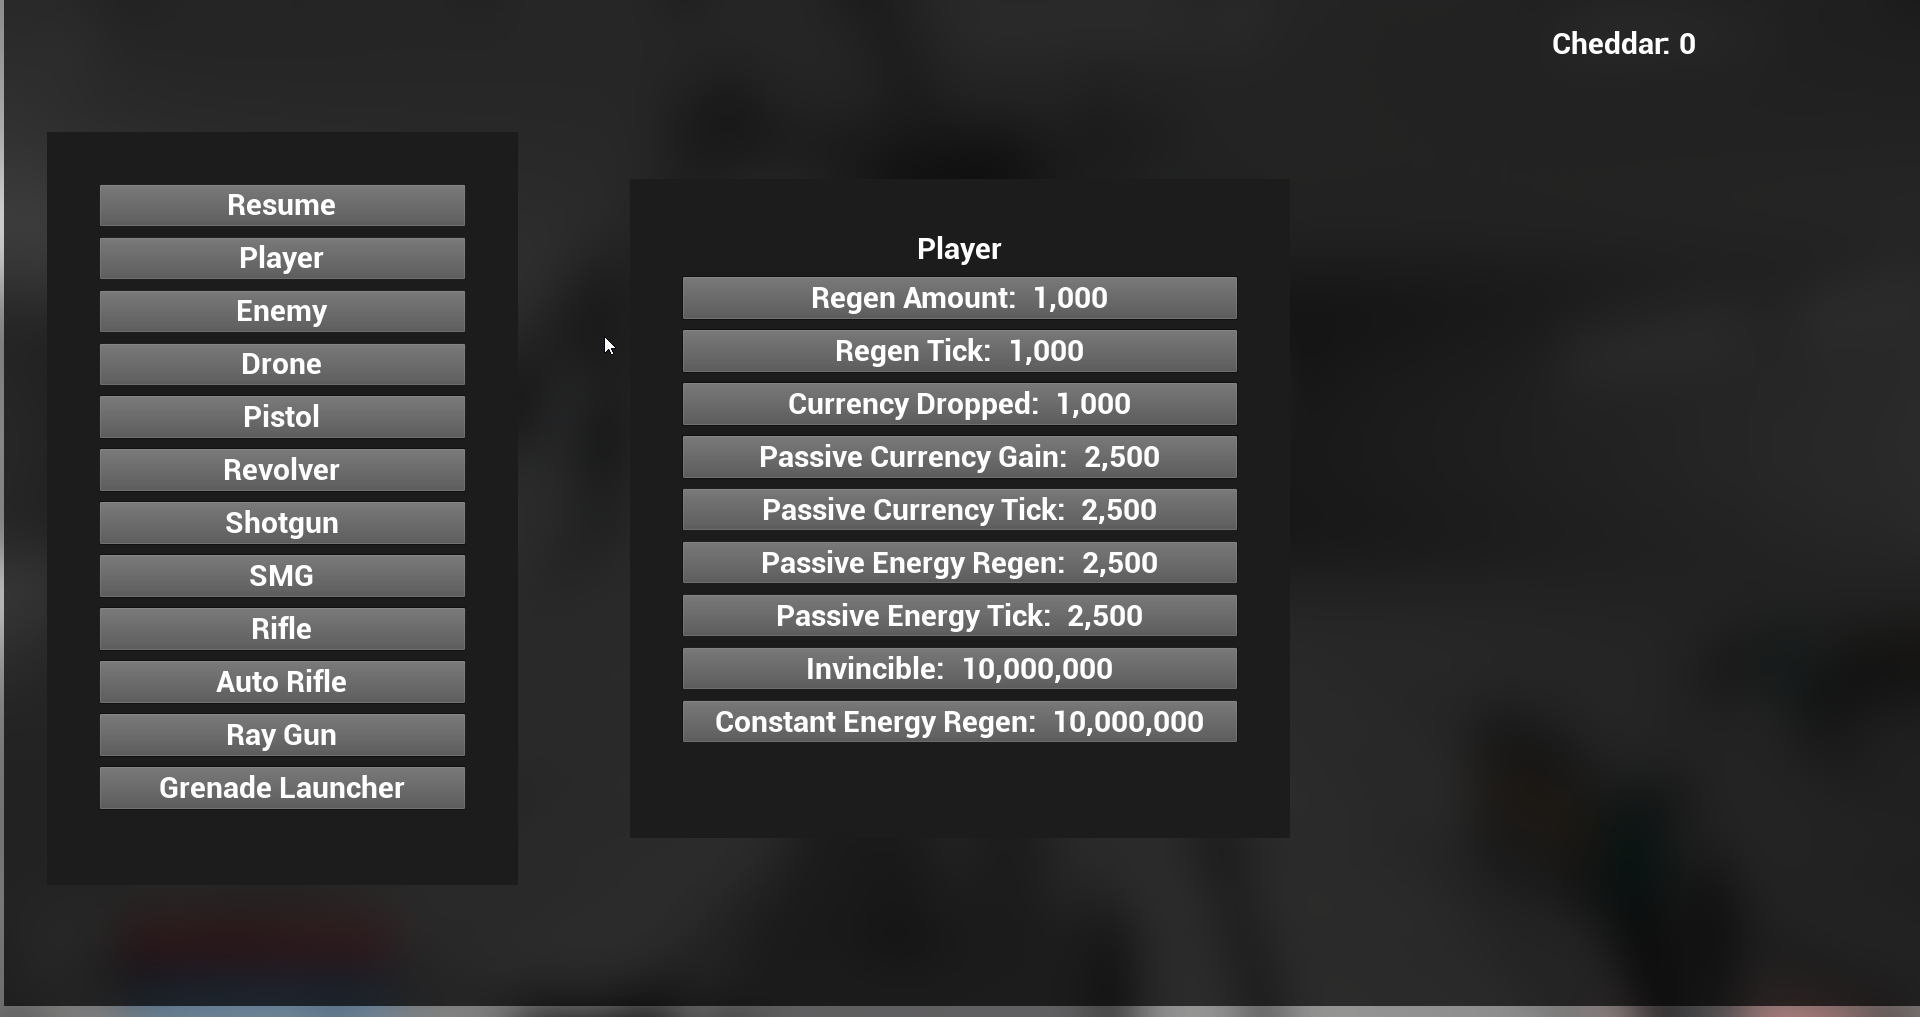 Cheddar: 0
Resume
Player
Enemy
Drone
Pistol
Revolver
Shotgun
SMG
Rifle
Auto Rifle
Ray Gun
Grenade Launcher
Player
Regen Amount: 1,000
Regen Tick: 1,000
Currency Dropped: 1,000
Passive Currency Gain: 2,500
Passive Currency Tick: 2,500
Passive Energy Regen: 2,500
Passive Energy Tick: 2,500
Invincible: 10,000,000
Constant Energy Regen: 10,000,000